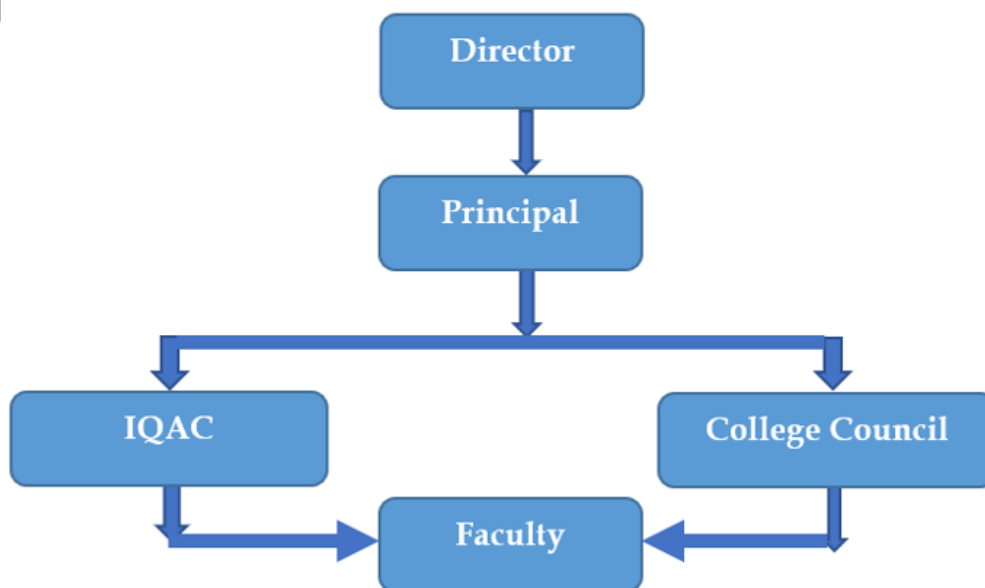 Director
Principal
IQAC
College Council
Faculty